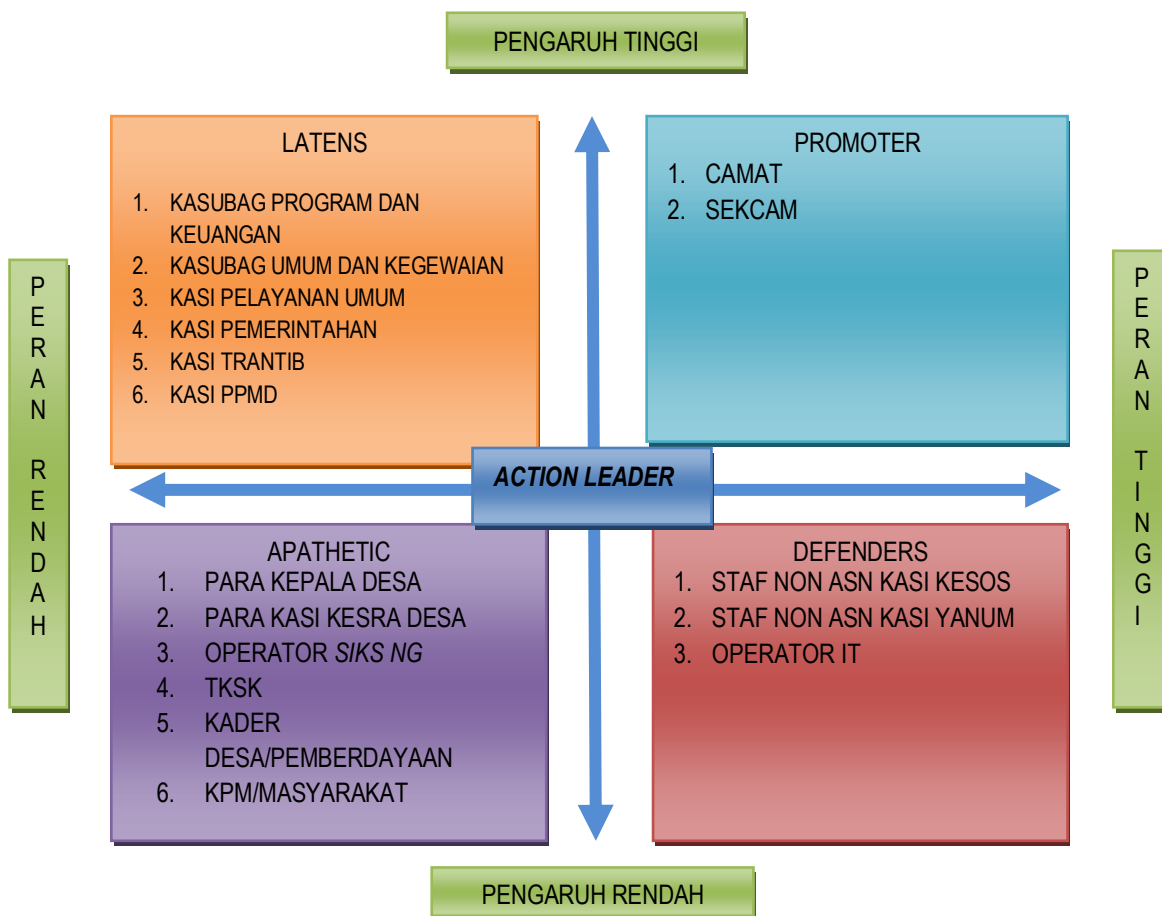 PENGARUH TINGGI
LATENS
1. KASUBAG PROGRAM DAN
KEUANGAN
2. KASUBAG UMUM DAN KEGEWAIAN
3. KASI PELAYANAN UMUM
4. KASI PEMERINTAHAN
5. KASI TRANTIB
6. KASI PPMD
PROMOTER
1. CAMAT
2. SEKCAM
PERAN RENDAH
ACTION LEADER
PERAN TINGGI
APATHETIC
1. PARA KEPALA DESA
2. PARA KASI KESRA DESA
3. OPERATOR SIKS NG
4. TKSK
5. KADER
DESA/PEMBERDAYAAN
6. KPM/MASYARAKAT
DEFENDERS
1. STAF NON ASN KASI KESOS
2. STAF NON ASN KASI YANUM
3. OPERATOR IT
PENGARUH RENDAH